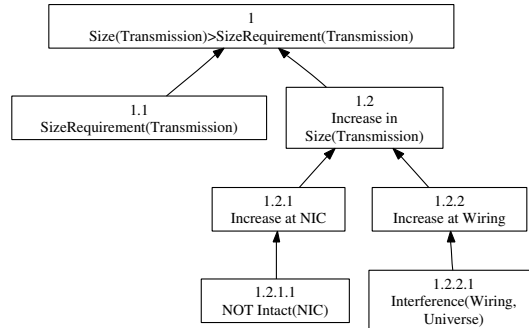 1
Size(Transmission)>SizeRequirement(Transmission)
1.1
SizeRequirement(Transmission)
1.2
Increase in
Size(Transmission)
1.2.1
Increase at NIC
1.2.2
Increase at Wiring
1.2.1.1
NOT Intact(NIC)
1.2.2.1
Interference(Wiring,
Universe)